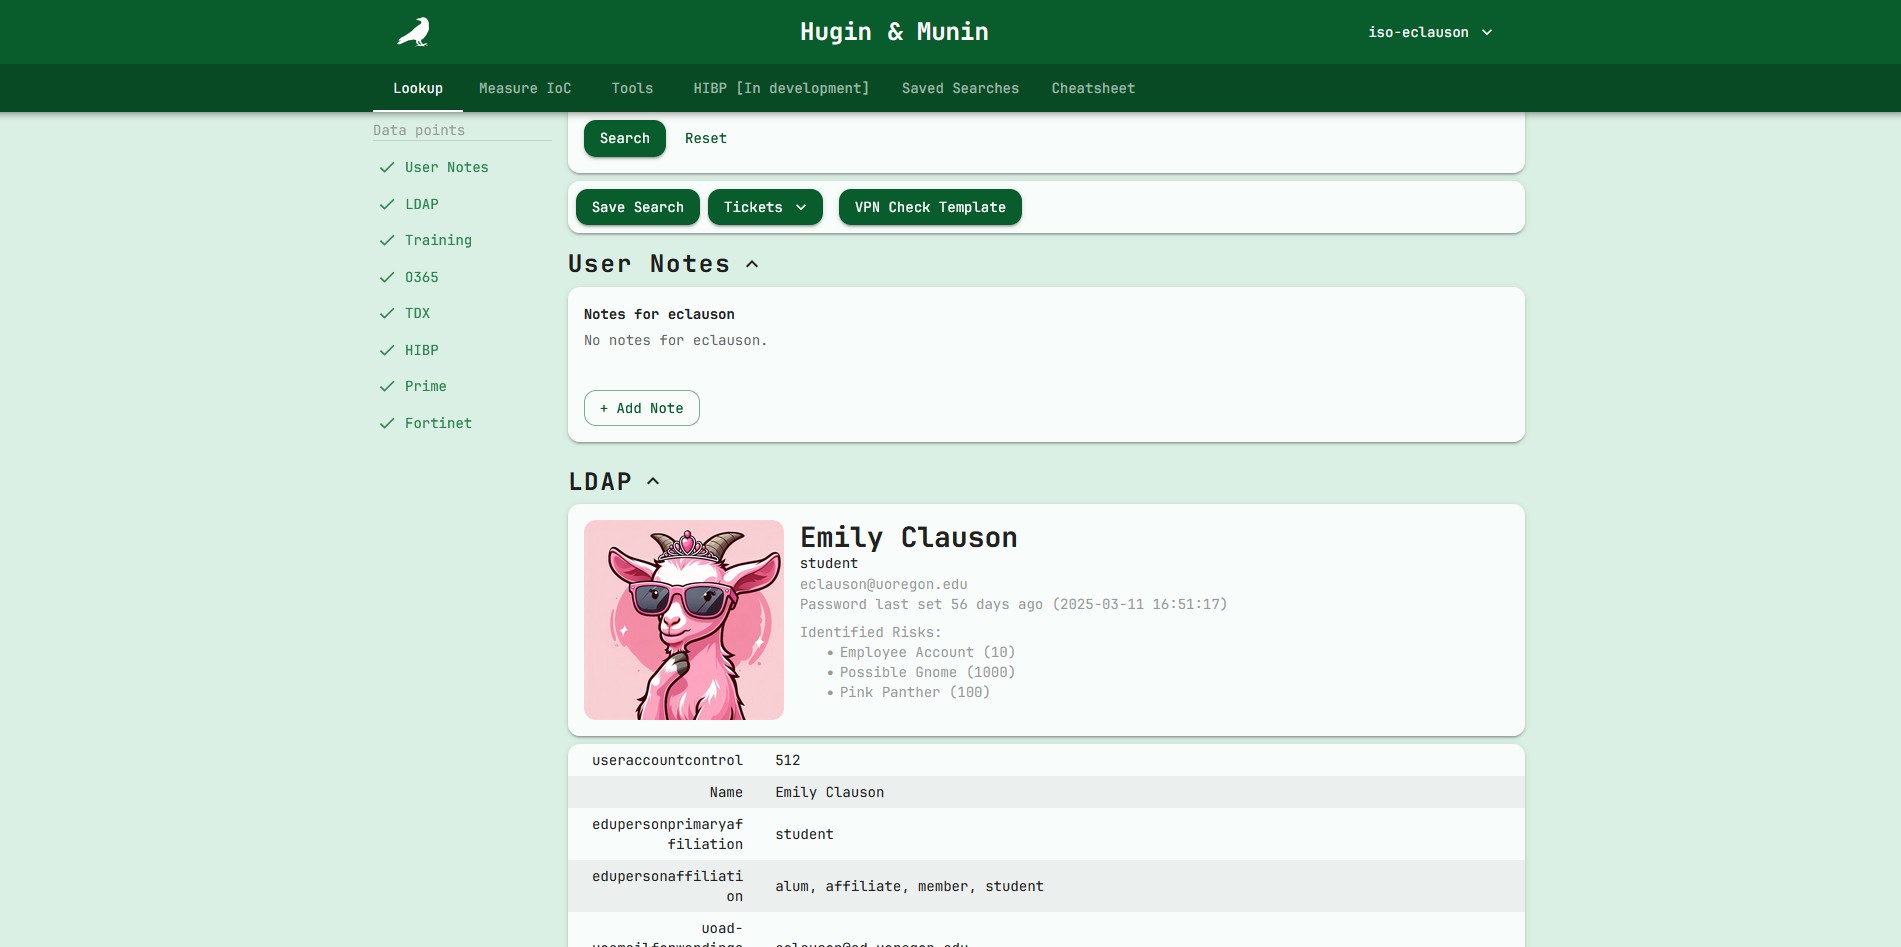 Hugin & Munin
iso-eclauson
Lookup Measure IoC Tools HIBP [In development] Saved Searches Cheatsheet
Data points
User Notes
LDAP
Training
O365
TDX
HIBP
Prime
Fortinet
Search Reset
Save Search Tickets VPN Check Template
User Notes
Notes for eclauson
No notes for eclauson.
+ Add Note
LDAP
Emily Clauson
student
eclauson@uoregon.edu
Password last set 56 days ago (2025-03-11 16:51:17)
Identified Risks:
• Employee Account (10)
• Possible Gnome (1000)
• Pink Panther (100)
useraccountcontrol 512
Name Emily Clauson
edupersonprimaryaf
filiation
student
edupersonaffiliati
on
alum, affiliate, member, student
uoad-